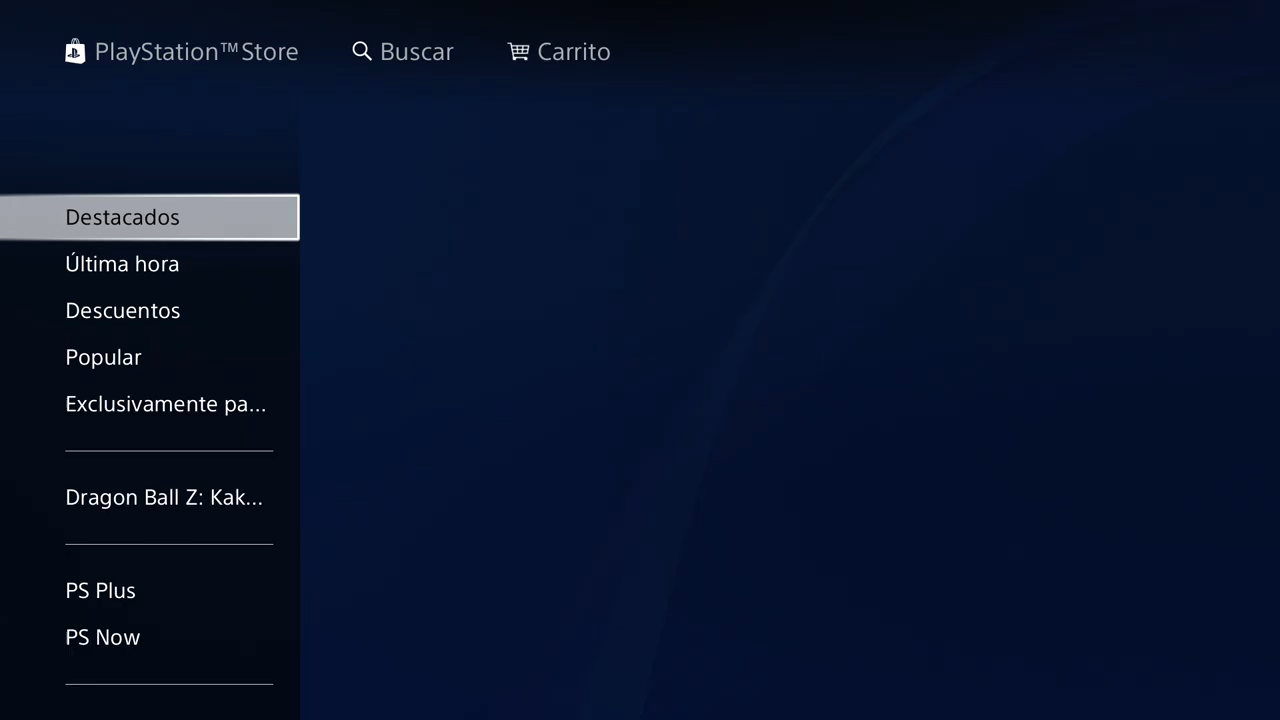 PlayStation™Store
Buscar
Carrito
Destacados
Última hora
Descuentos
Popular
Exclusivamente pa...
Dragon Ball Z: Kak...
PS Plus
PS Now